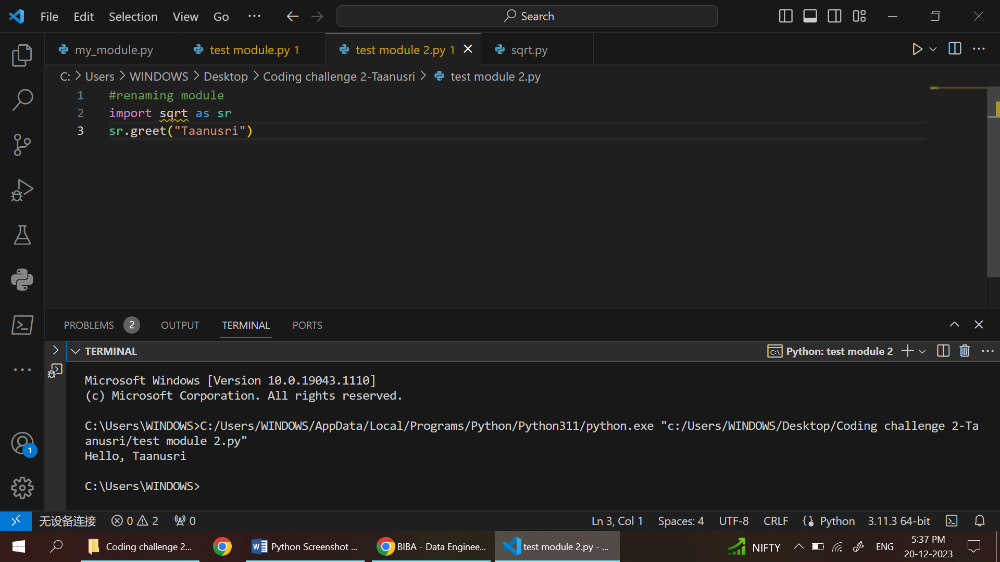 File Edit Selection View Go ··· Search
my_module.py test module.py 1 test module 2.py 1 sqrt.py
C: > Users > WINDOWS > Desktop > Coding challenge 2-Taanusri > test module 2.py
1 #renaming module
2 import sqrt as sr
3 sr.greet("Taanusri")
PROBLEMS 2 OUTPUT TERMINAL PORTS
TERMINAL Python: test module 2
Microsoft Windows [Version 10.0.19043.1110]
(c) Microsoft Corporation. All rights reserved.
C:\Users\WINDOWS>C:/Users/WINDOWS/AppData/Local/Programs/Python/Python311/python.exe "c:/Users/WINDOWS/Desktop/Coding challenge 2-Ta
anusri/test module 2.py"
Hello, Taanusri
C:\Users\WINDOWS>
1
无设备连接 0 2 0 Ln 3, Col 1 Spaces: 4 UTF-8 CRLF Python 3.11.3 64-bit
Coding challenge 2... Python Screenshot ... BIBA - Data Enginee... test module 2.py - ... NIFTY ENG 5:37 PM
20-12-2023